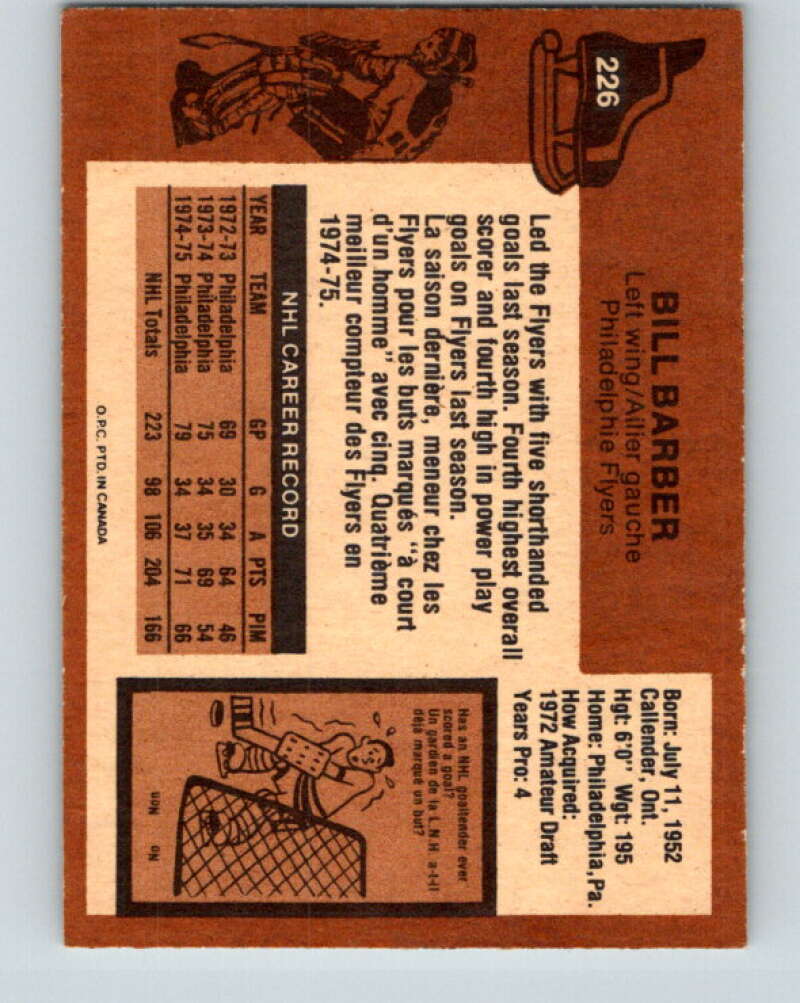 226
BILL BARBER
Left wing/Ailier gauche
Philadelphie Flyers
Born: July 11, 1952
Callender, Ont.
Hgt: 6'0" Wgt: 195
Home: Philadelphia, Pa.
How Acquired:
1972 Amateur Draft
Years Pro: 4
Led the Flyers with five shorthanded
goals last season. Fourth highest overall
scorer and fourth high in power play
goals on Flyers last season.
La saison dernière, meneur chez les
Flyers pour les buts marqués "à court
d'un homme" avec cinq. Quatrième
meilleur compteur des Flyers en
1974-75.
NHL CAREER RECORD
YEAR TEAM GP G A PTS PIM
1972-73 Philadelphia 69 30 34 64 46
1973-74 Philadelphia 75 34 35 69 54
1974-75 Philadelphia 79 34 37 71 66
NHL Totals 223 98 106 204 166
Has an NHL goaltender ever
scored a goal?
Un gardien de la L.N.H a-t-il
déjà marqué un but?
No
Non
O.P.C. PTD. IN CANADA